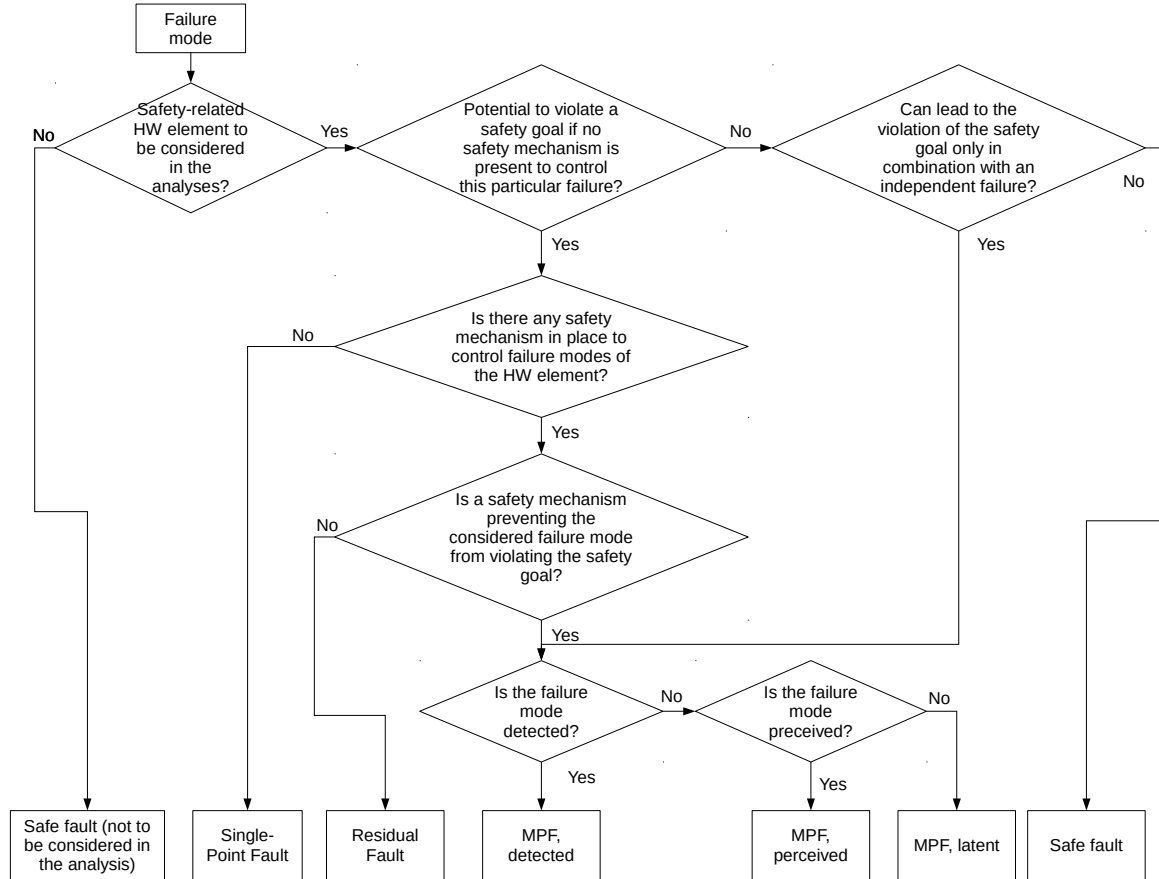 Failure
mode
Safety-related
HW element to
be considered
in the
analyses?
No
Yes
Potential to violate a
safety goal if no
safety mechanism is
present to control
this particular failure?
No
Can lead to the
violation of the safety
goal only in
combination with an
independent failure?
No
Yes
Yes
Is there any safety
mechanism in place to
control failure modes of
the HW element?
No
Yes
Is a safety mechanism
preventing the
considered failure mode
from violating the safety
goal?
No
Yes
Is the failure
mode
detected?
No
Is the failure
mode
preceived?
No
Yes
Yes
Safe fault (not to
be considered in
the analysis)
Single-
Point Fault
Residual
Fault
MPF,
detected
MPF,
perceived
MPF, latent
Safe fault